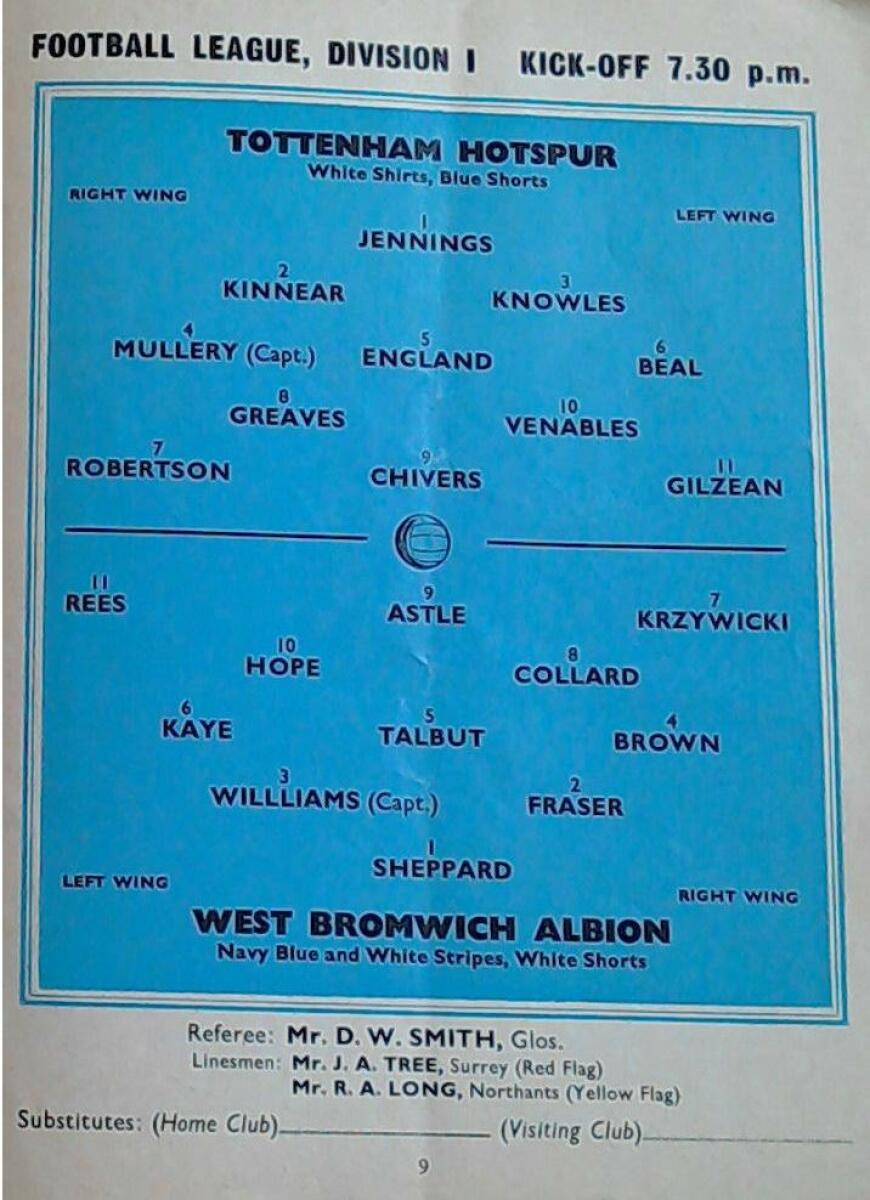 FOOTBALL LEAGUE, DIVISION I KICK-OFF 7.30 p.m.
TOTTENHAM HOTSPUR
White Shirts, Blue Shorts
RIGHT WING LEFT WING
1
JENNINGS
2 3
KINNEAR KNOWLES
4 5 6
MULLERY (Capt.) ENGLAND BEAL
8 10
GREAVES VENABLES
7 9 11
ROBERTSON CHIVERS GILZEAN
11 9 7
REES ASTLE KRZYWICKI
10 8
HOPE COLLARD
6 5 4
KAYE TALBUT BROWN
3 2
WILLLIAMS (Capt.) FRASER
1
SHEPPARD
LEFT WING RIGHT WING
WEST BROMWICH ALBION
Navy Blue and White Stripes, White Shorts
Referee: Mr. D. W. SMITH, Glos.
Linesmen: Mr. J. A. TREE, Surrey (Red Flag)
Mr. R. A. LONG, Northants (Yellow Flag)
Substitutes: (Home Club) (Visiting Club)
9